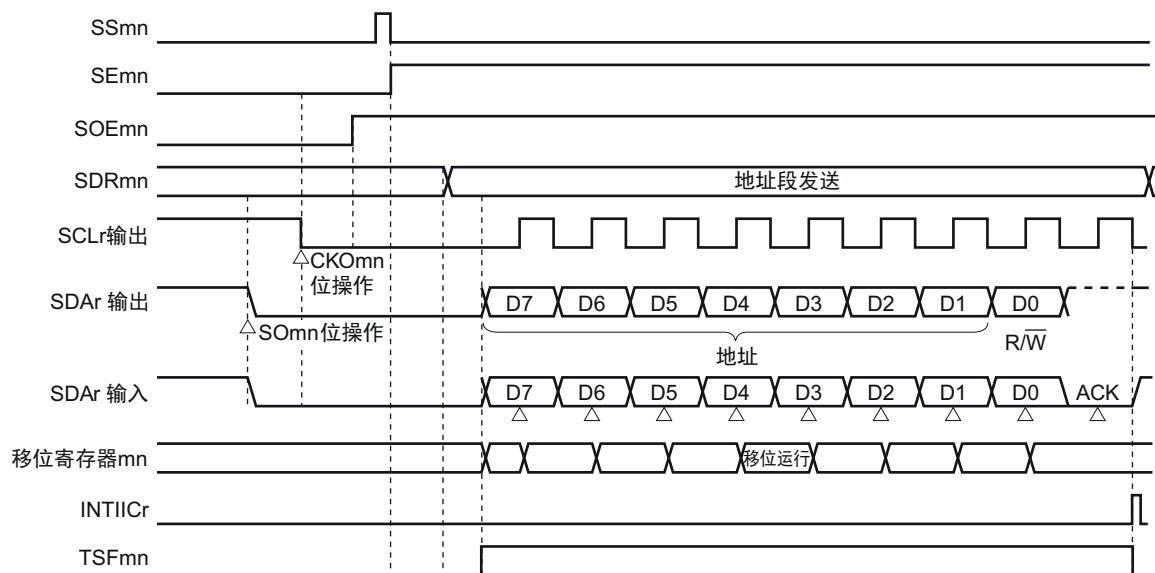 SSmn
SEmn
SOEmn
SDRmn
地址段发送
SCLr输出
CKOmn
位操作
SDAr 输出
D7 D6 D5 D4 D3 D2 D1 D0
SOmn位操作
地址
R/W̅
SDAr 输入
D7 D6 D5 D4 D3 D2 D1 D0 ACK
移位寄存器mn
移位运行
INTIICr
TSFmn